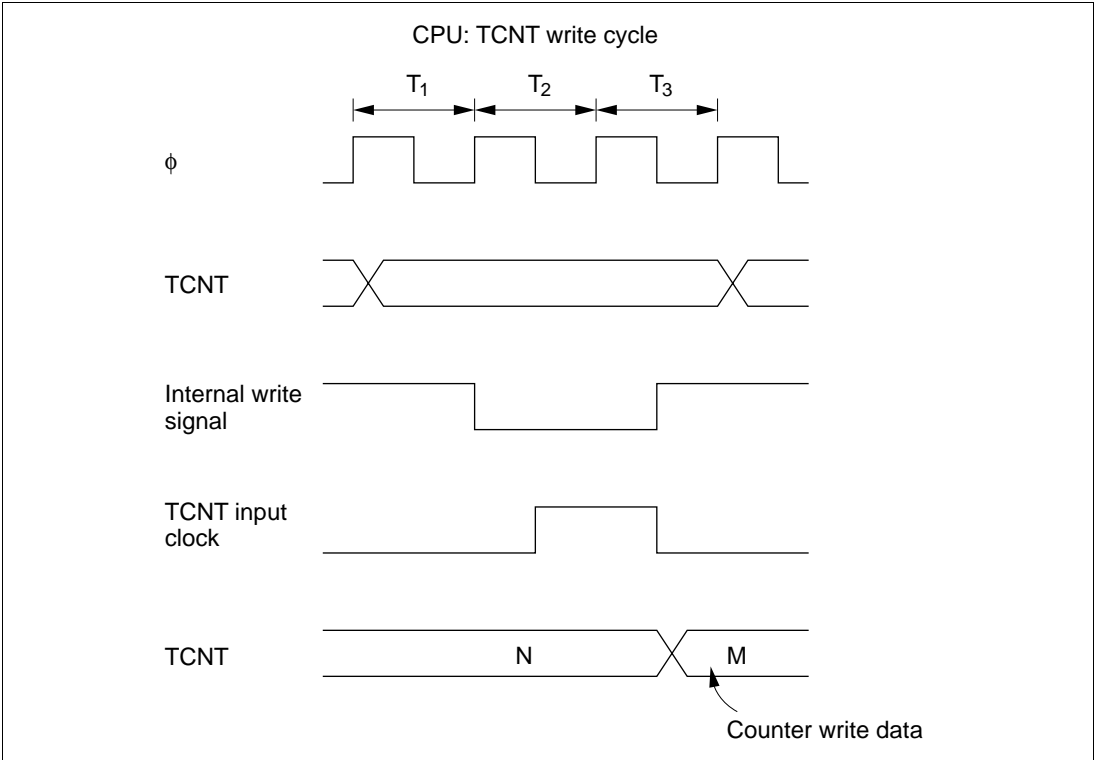 CPU: TCNT write cycle
T1 T2 T3
ϕ
TCNT
Internal write
signal
TCNT input
clock
TCNT N M
Counter write data